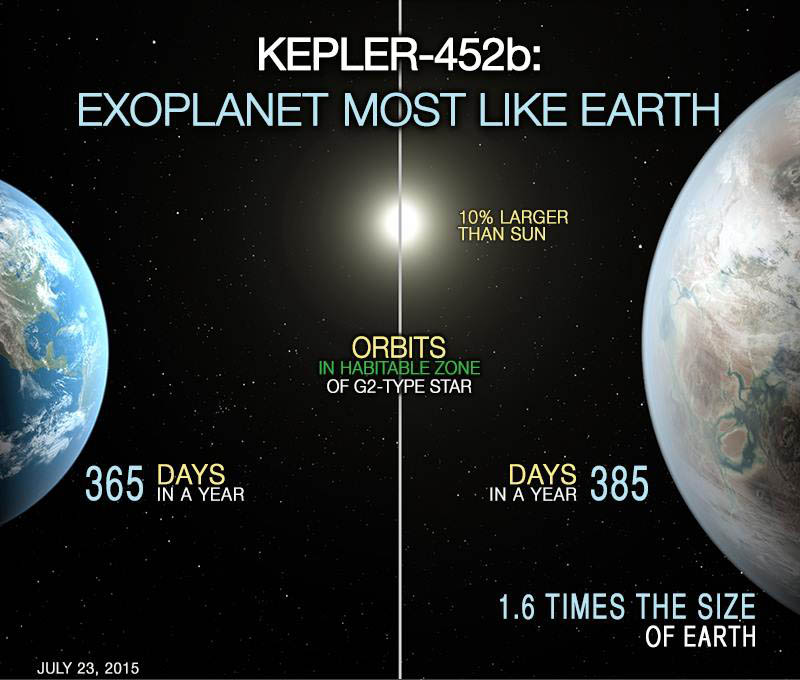 KEPLER-452b:
EXOPLANET MOST LIKE EARTH
10% LARGER
THAN SUN
ORBITS
IN HABITABLE ZONE
OF G2-TYPE STAR
365 DAYS
IN A YEAR
DAYS 385
IN A YEAR
1.6 TIMES THE SIZE
OF EARTH
JULY 23, 2015